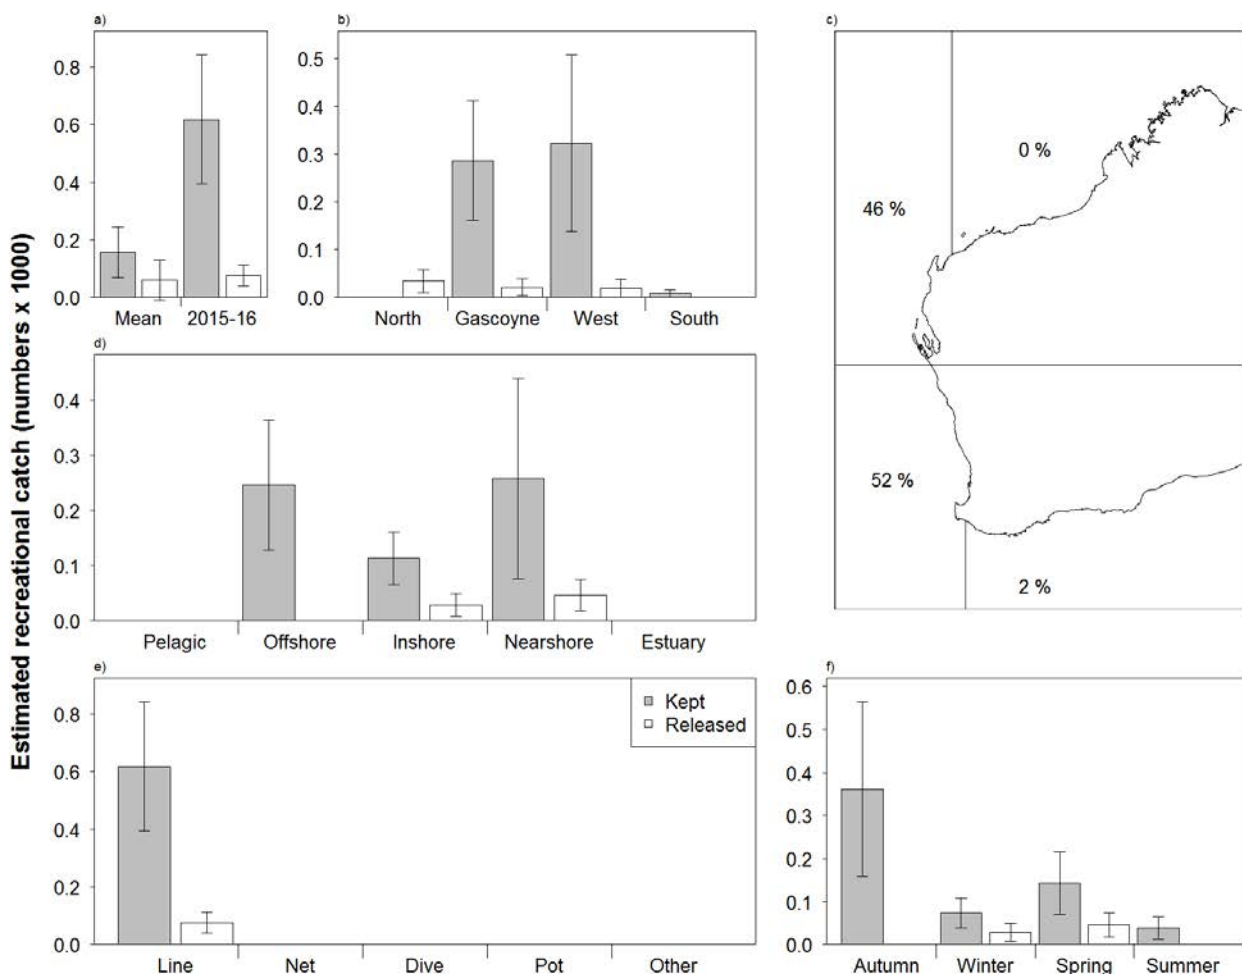 Estimated recreational catch (numbers x 1000)
a)
0.8
0.6
0.4
0.2
0.0
Mean 2015-16
b)
0.5
0.4
0.3
0.2
0.1
0.0
North Gascoyne West South
c)
0 %
46 %
52 %
2 %
d)
0.4
0.3
0.2
0.1
0.0
Pelagic Offshore Inshore Nearshore Estuary
e)
0.8
0.6
0.4
0.2
0.0
Kept
Released
Line Net Dive Pot Other
f)
0.6
0.5
0.4
0.3
0.2
0.1
0.0
Autumn Winter Spring Summer